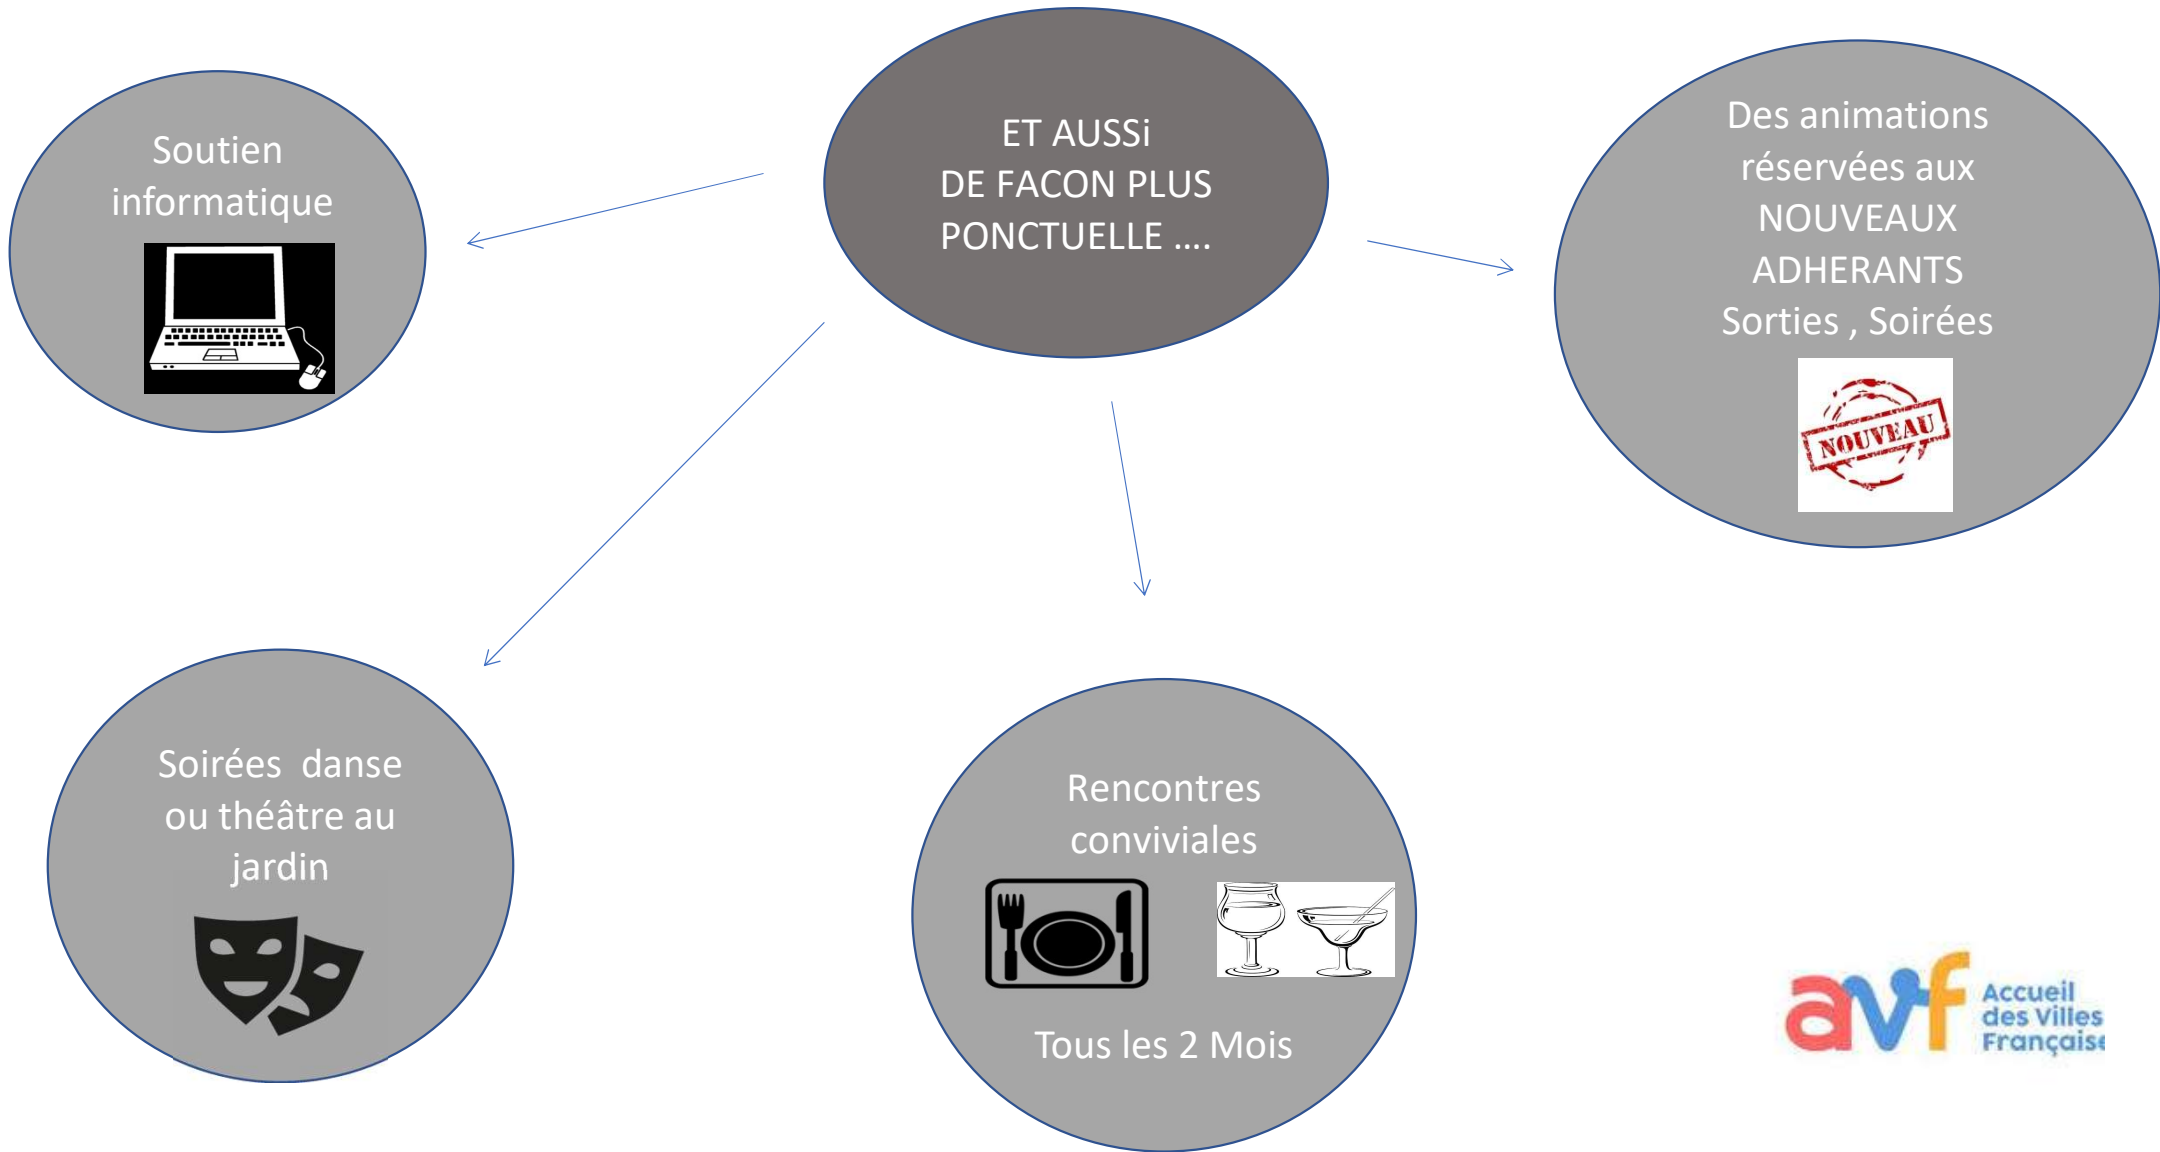 ET AUSSi
DE FACON PLUS
PONCTUELLE ....
Soutien
informatique
Des animations
réservées aux
NOUVEAUX
ADHERANTS
Sorties , Soirées
NOUVEAU
Soirées danse
ou théâtre au
jardin
Rencontres
conviviales
Tous les 2 Mois
avf
Accueil
des Villes
Française